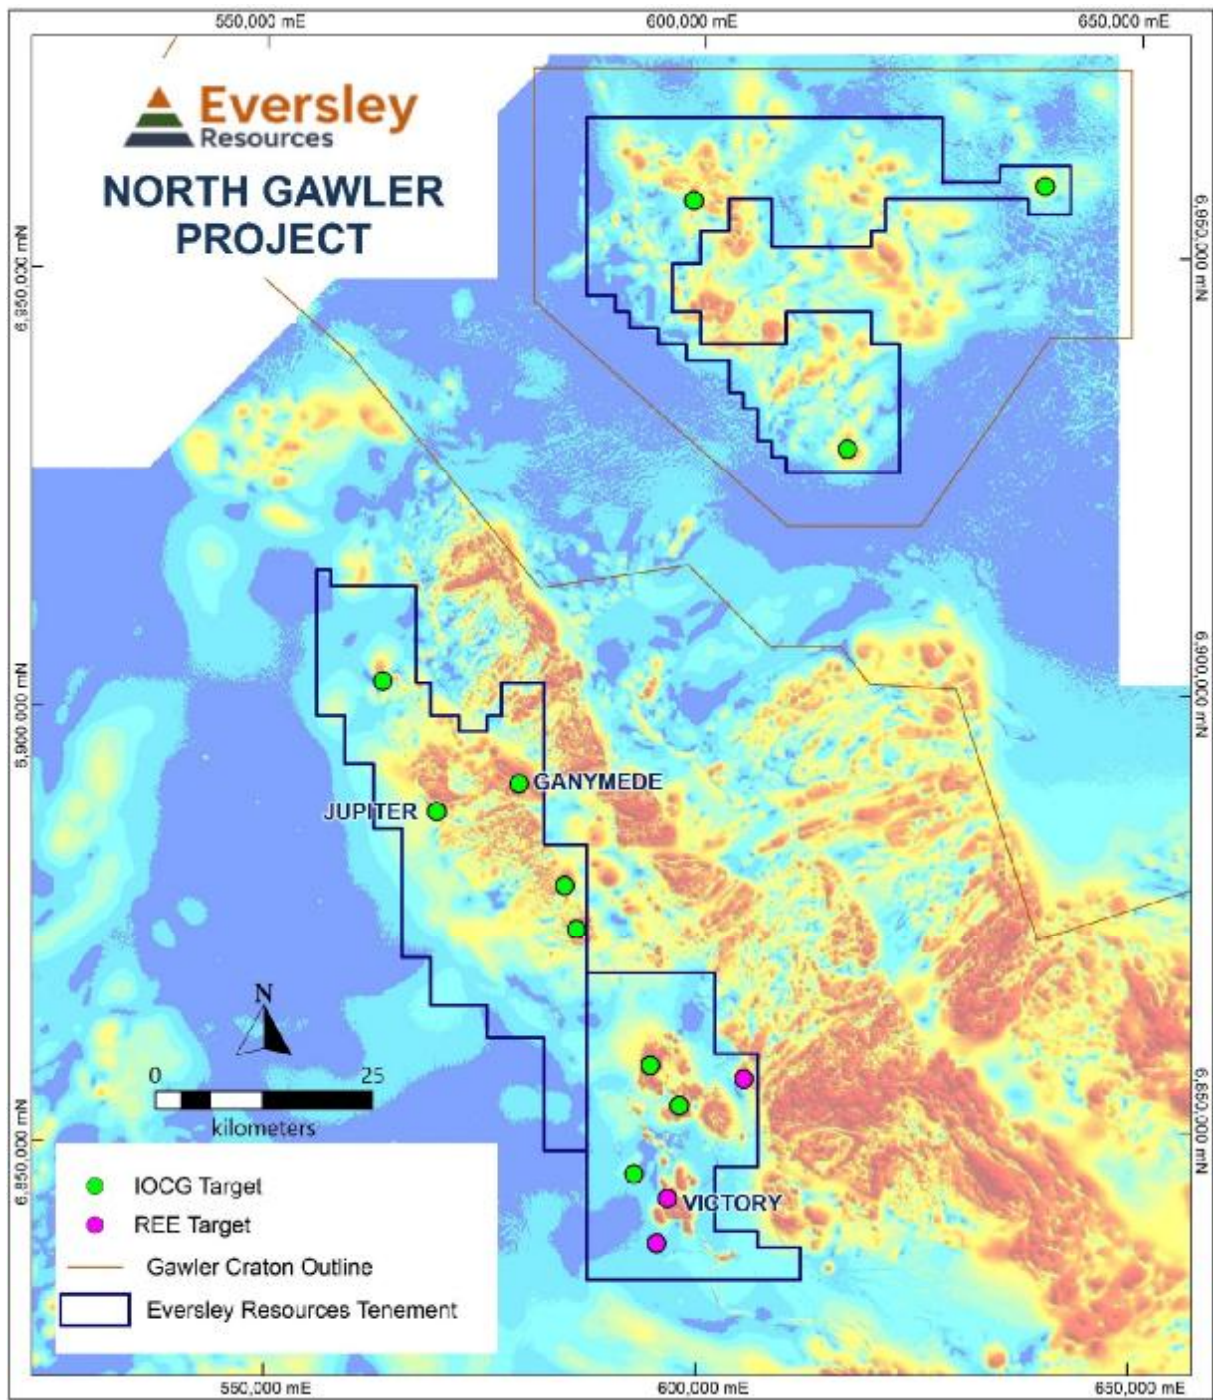 550,000 mE
600,000 mE
650,000 mE
Eversley
Resources
NORTH GAWLER
PROJECT
6,950,000 mN
6,950,000 mN
6,900,000 mN
6,900,000 mN
GANYMEDE
JUPITER
N
0
25
kilometers
6,850,000 mN
6,850,000 mN
IOCG Target
REE Target
VICTORY
Gawler Craton Outline
Eversley Resources Tenement
550,000 mE
600,000 mE
650,000 mE